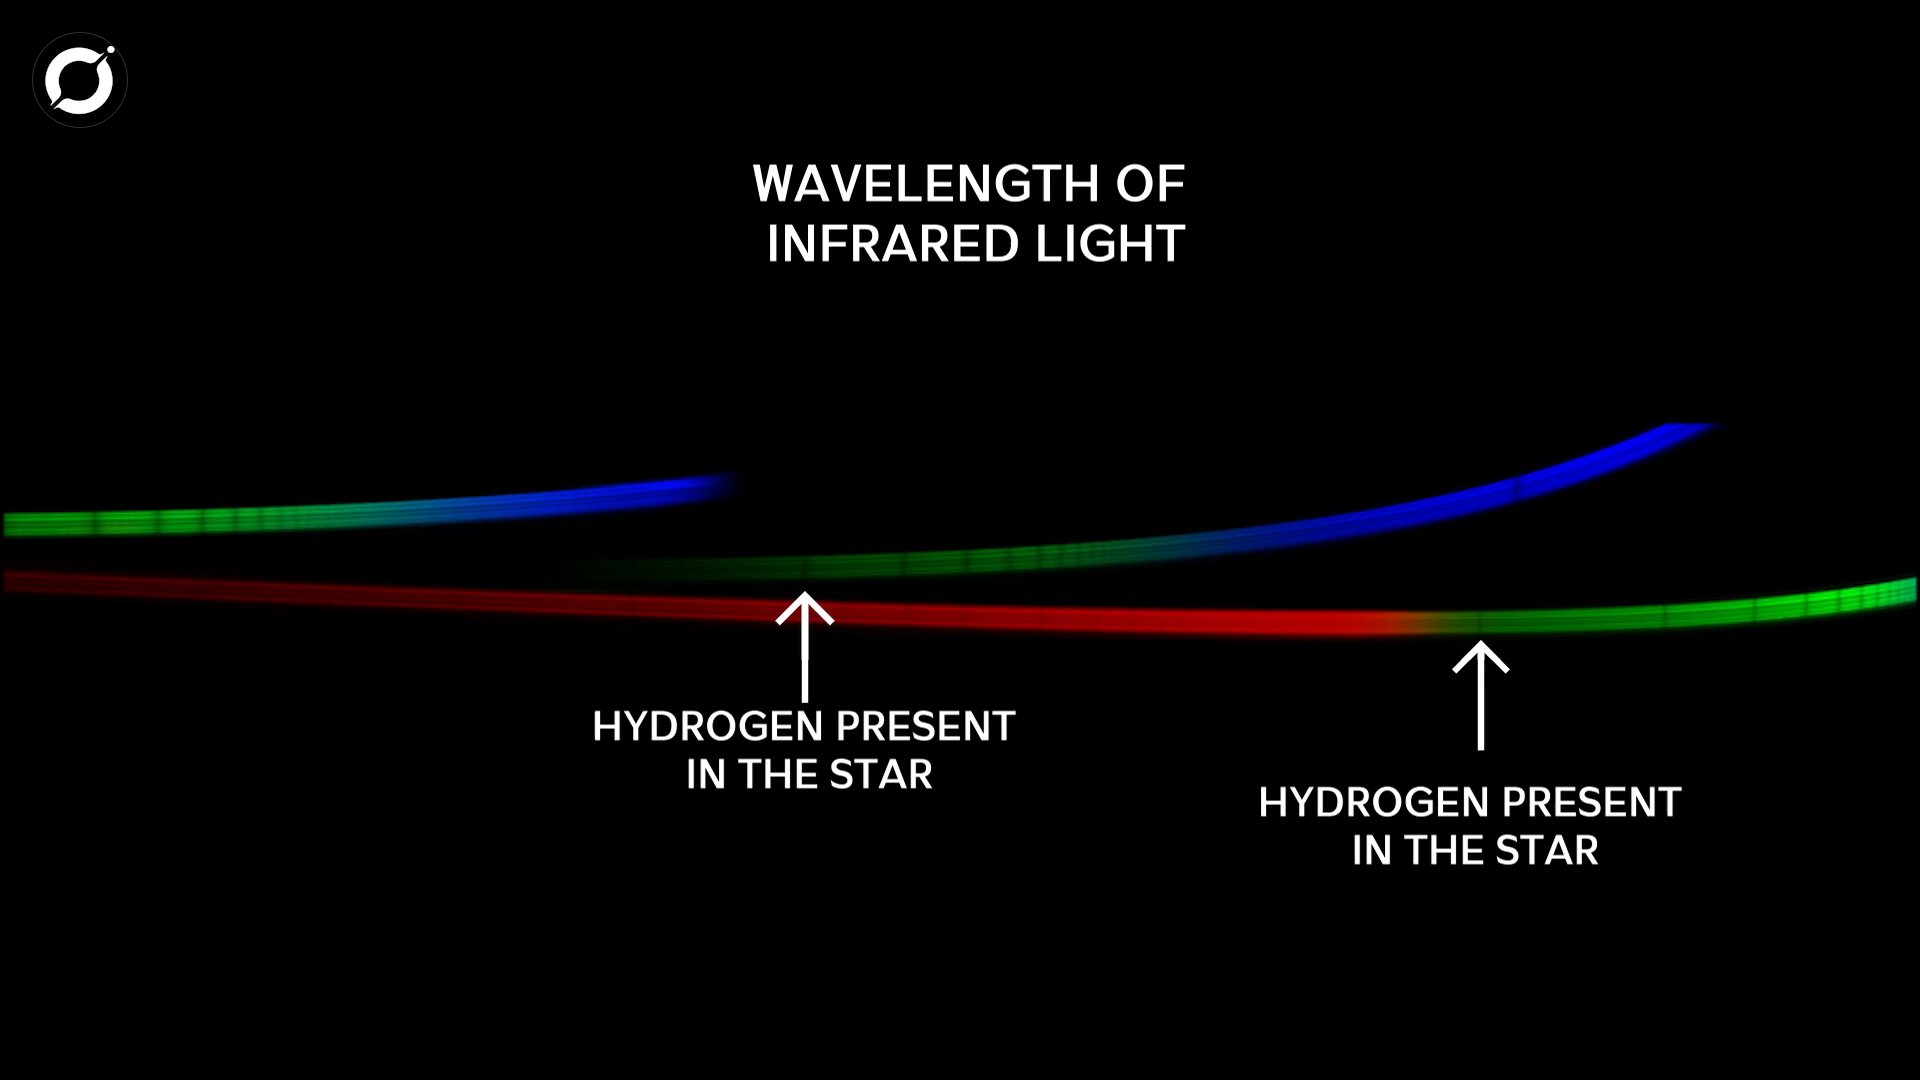 WAVELENGTH OF
INFRARED LIGHT
HYDROGEN PRESENT
IN THE STAR
HYDROGEN PRESENT
IN THE STAR